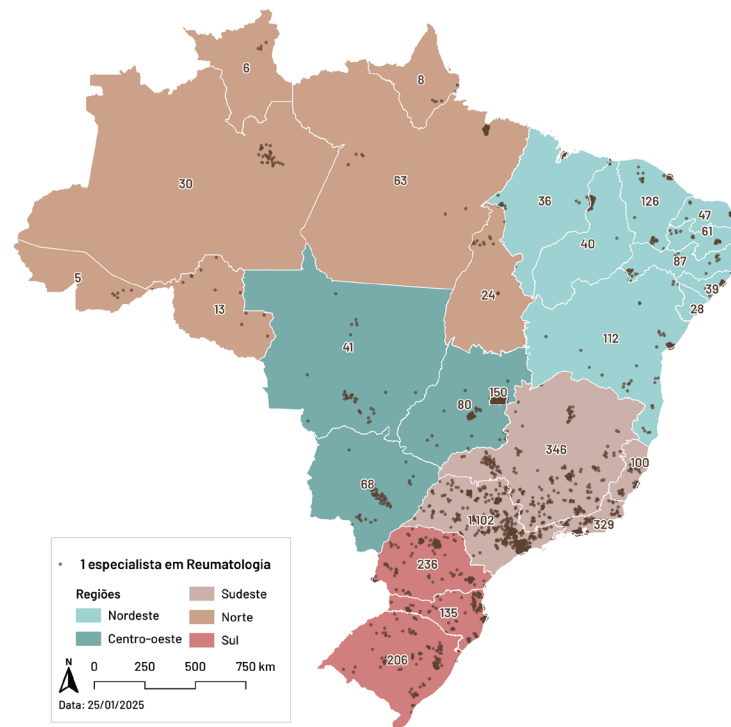 6
8
30
63
36
126
47
61
40
87
39
28
5
13
24
112
41
150
80
346
68
100
1.102
329
236
135
206
1 especialista em Reumatologia
Regiões
Nordeste
Centro-oeste
Sudeste
Norte
Sul
N
0 250 500 750 km
Data: 25/01/2025